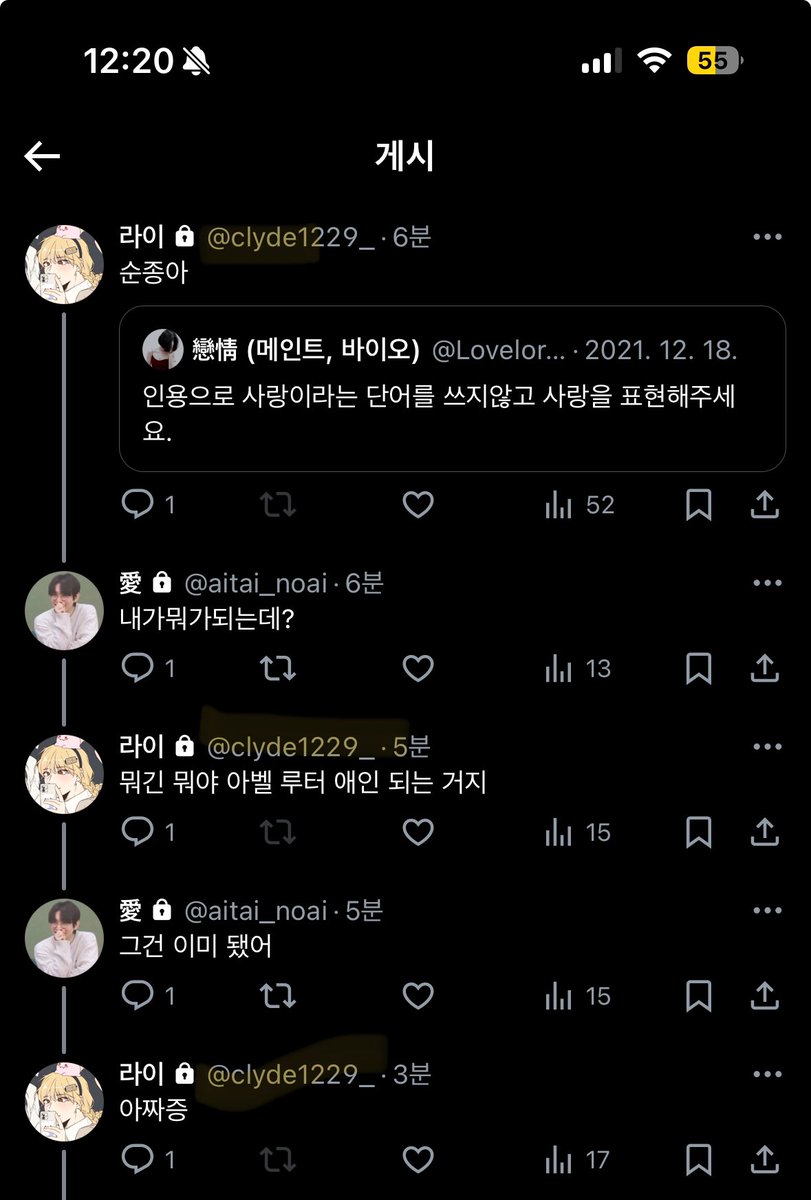 12:20 55
게시
라이 @clyde1229_ · 6분
순종아
戀情 (메인트, 바이오) @Lovelor... · 2021. 12. 18.
인용으로 사랑이라는 단어를 쓰지않고 사랑을 표현해주세
요.
1 52
愛 @aitai_noai · 6분
내가뭐가되는데?
1 13
라이 @clyde1229_ · 5분
뭐긴 뭐야 아벨 루터 애인 되는 거지
1 15
愛 @aitai_noai · 5분
그건 이미 됐어
1 15
라이 @clyde1229_ · 3분
아짜증
1 17